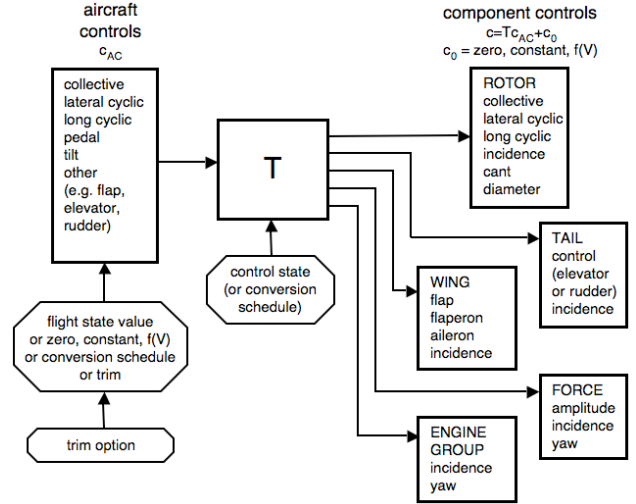 aircraft
controls
c_AC
collective
lateral cyclic
long cyclic
pedal
tilt
other
(e.g. flap,
elevator,
rudder)
flight state value
or zero, constant, f(V)
or conversion schedule
or trim
trim option
T
control state
(or conversion
schedule)
component controls
c=Tc_AC+c_0
c_0 = zero, constant, f(V)
ROTOR
collective
lateral cyclic
long cyclic
incidence
cant
diameter
TAIL
control
(elevator
or rudder)
incidence
WING
flap
flaperon
aileron
incidence
FORCE
amplitude
incidence
yaw
ENGINE
GROUP
incidence
yaw